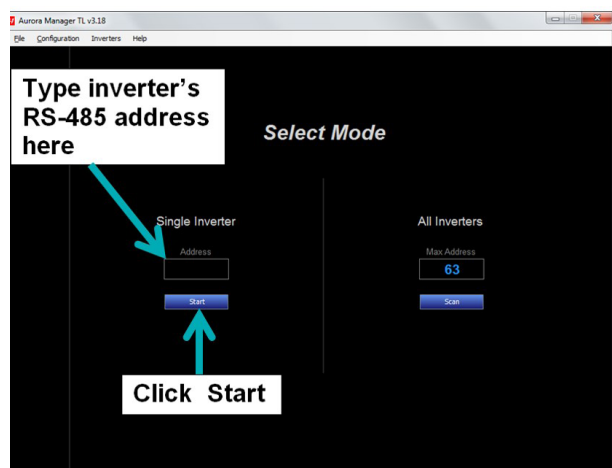 Aurora Manager TL v3.18
File Configuration Inverters Help
Type inverter's
RS-485 address
here
Select Mode
Single Inverter
All Inverters
Address
Max Address
63
Start
Scan
Click Start